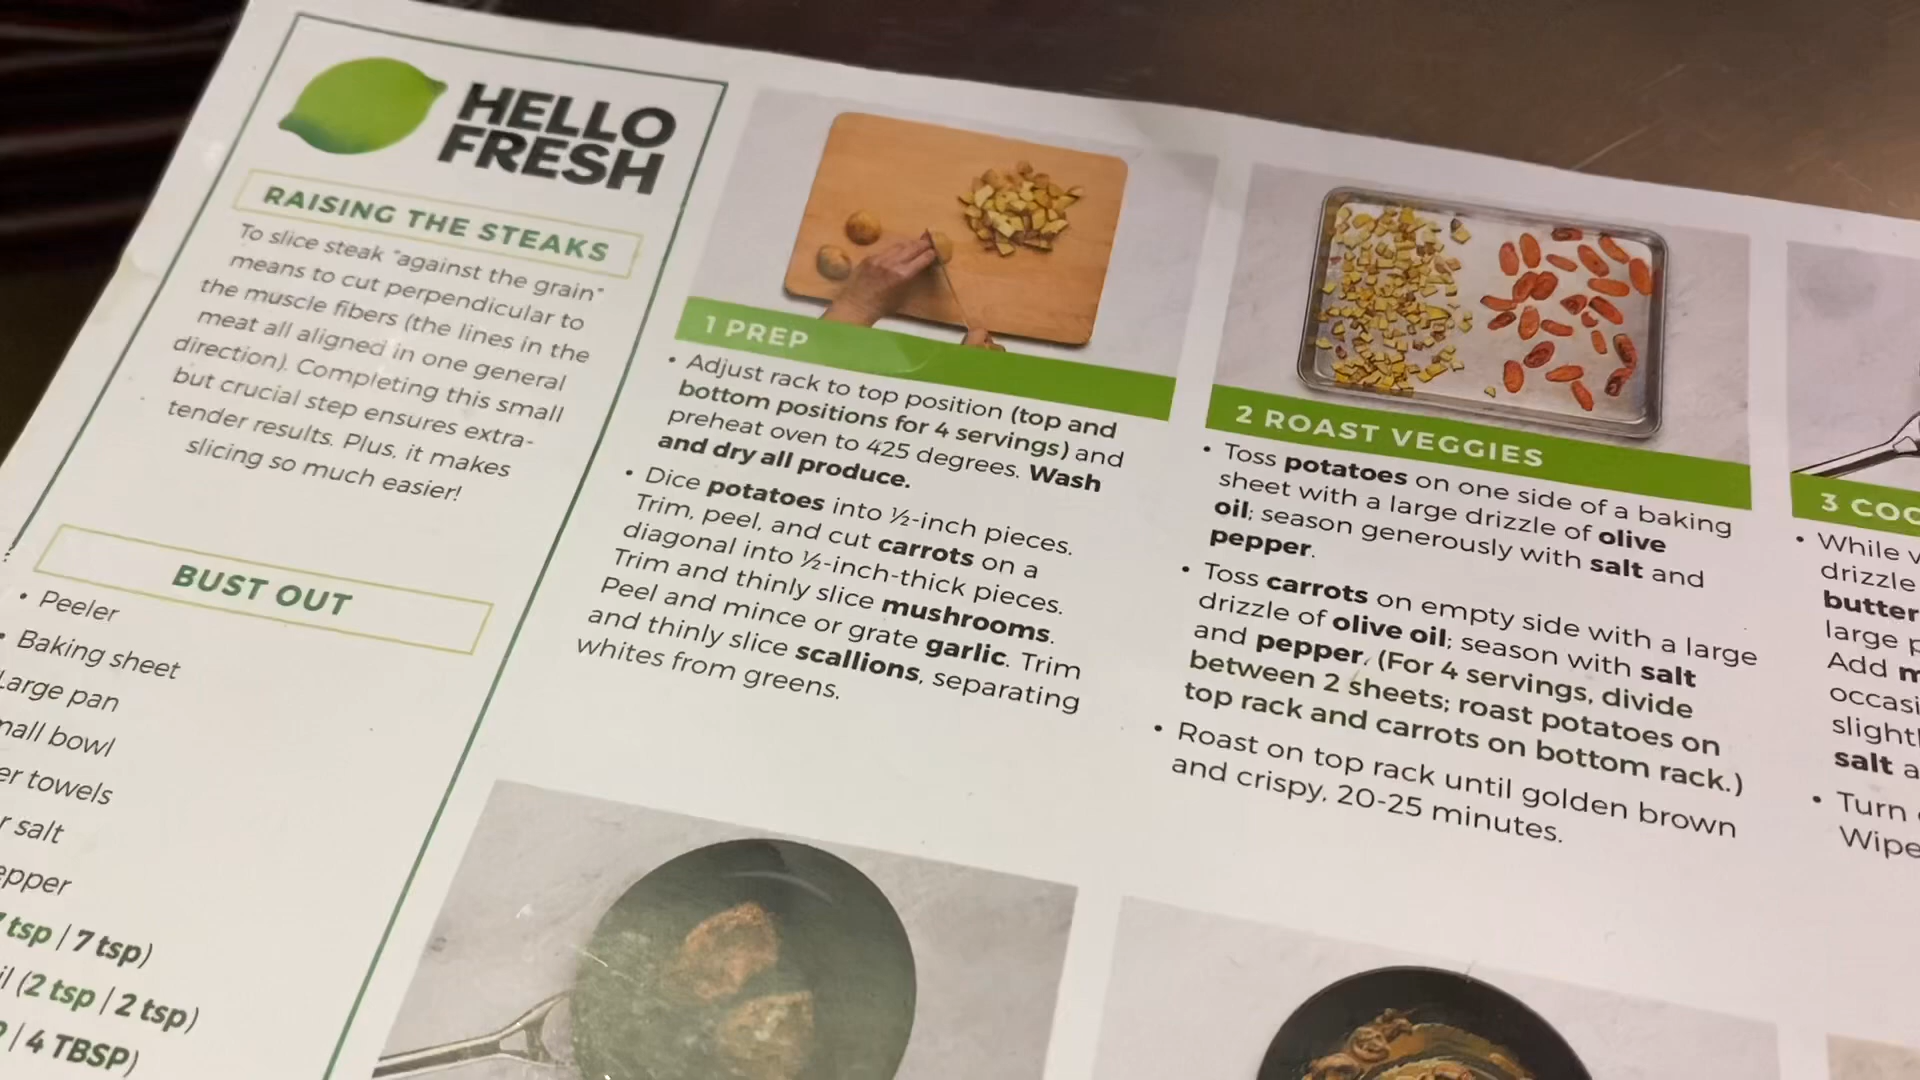 HELLO
FRESH
RAISING THE STEAKS
To slice steak "against the grain"
means to cut perpendicular to
the muscle fibers (the lines in the
meat all aligned in one general
direction). Completing this small
but crucial step ensures extra-
tender results. Plus, it makes
slicing so much easier!
BUST OUT
• Peeler
• Baking sheet
Large pan
mall bowl
er towels
r salt
epper
tsp | 7 tsp)
il (2 tsp | 2 tsp)
| 4 TBSP)
1 PREP
• Adjust rack to top position (top and
bottom positions for 4 servings) and
preheat oven to 425 degrees. Wash
and dry all produce.
• Dice potatoes into ½-inch pieces.
Trim, peel, and cut carrots on a
diagonal into ½-inch-thick pieces.
Trim and thinly slice mushrooms.
Peel and mince or grate garlic. Trim
and thinly slice scallions, separating
whites from greens.
2 ROAST VEGGIES
• Toss potatoes on one side of a baking
sheet with a large drizzle of olive
oil; season generously with salt and
pepper.
• Toss carrots on empty side with a large
drizzle of olive oil; season with salt
and pepper. (For 4 servings, divide
between 2 sheets; roast potatoes on
top rack and carrots on bottom rack.)
• Roast on top rack until golden brown
and crispy, 20-25 minutes.
3 COO
• While
drizzle
butter
large p
Add m
occasi
slightl
salt a
• Turn
Wipe